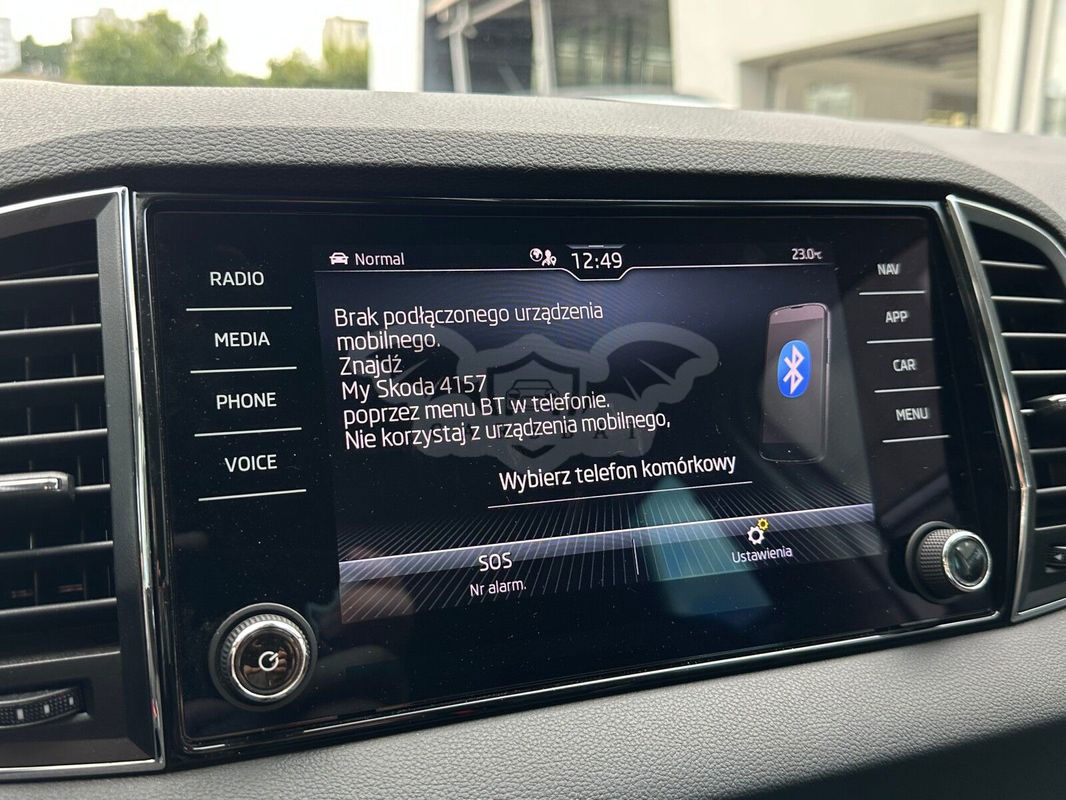 Normal
12:49
23.0°C
RADIO
MEDIA
PHONE
VOICE
Brak podłączonego urządzenia
mobilnego.
Znajdź
My Skoda 4157
poprzez menu BT w telefonie.
Nie korzystaj z urządzenia mobilnego,
Wybierz telefon komórkowy
SOS
Nr alarm.
Ustawienia
NAV
APP
CAR
MENU